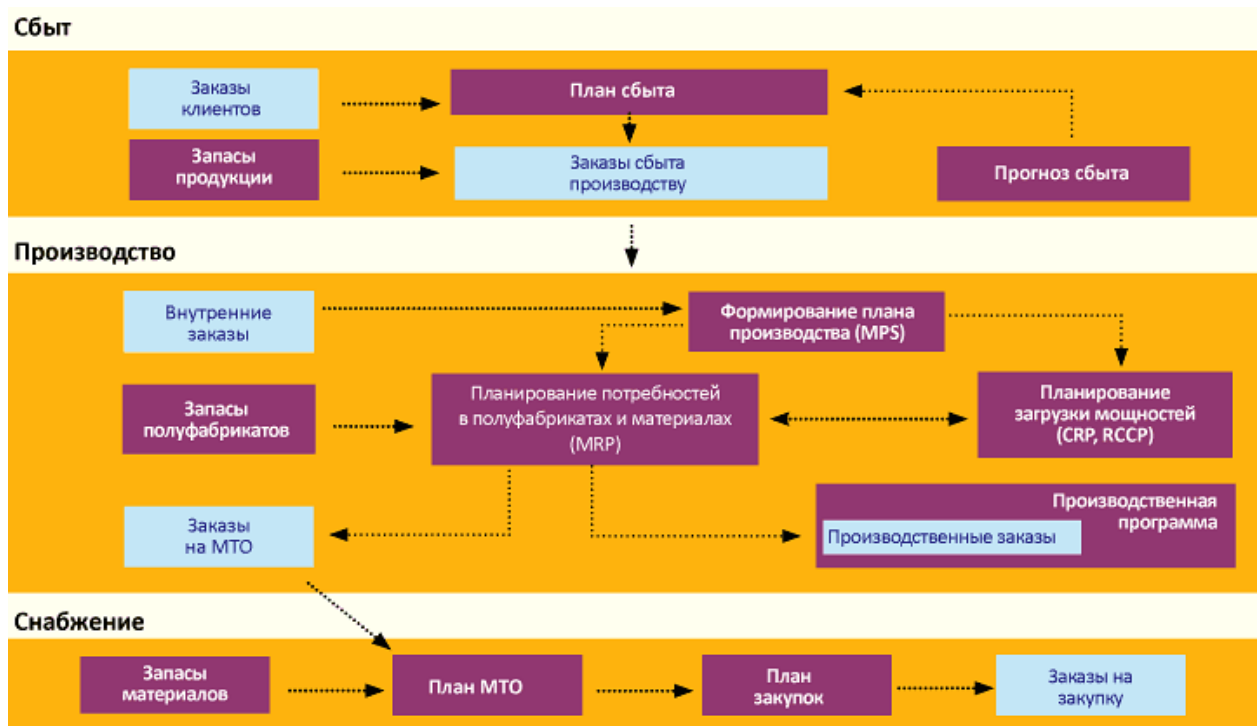 Сбыт
Заказы
клиентов
План сбыта
Запасы
продукции
Заказы сбыта
производству
Прогноз сбыта
Производство
Внутренние
заказы
Формирование плана
производства (MPS)
Запасы
полуфабрикатов
Планирование потребностей
в полуфабрикатах и материалах
(MRP)
Планирование
загрузки мощностей
(CRP, RCCP)
Заказы
на МТО
Производственная
программа
Производственные заказы
Снабжение
Запасы
материалов
План МТО
План
закупок
Заказы на
закупку